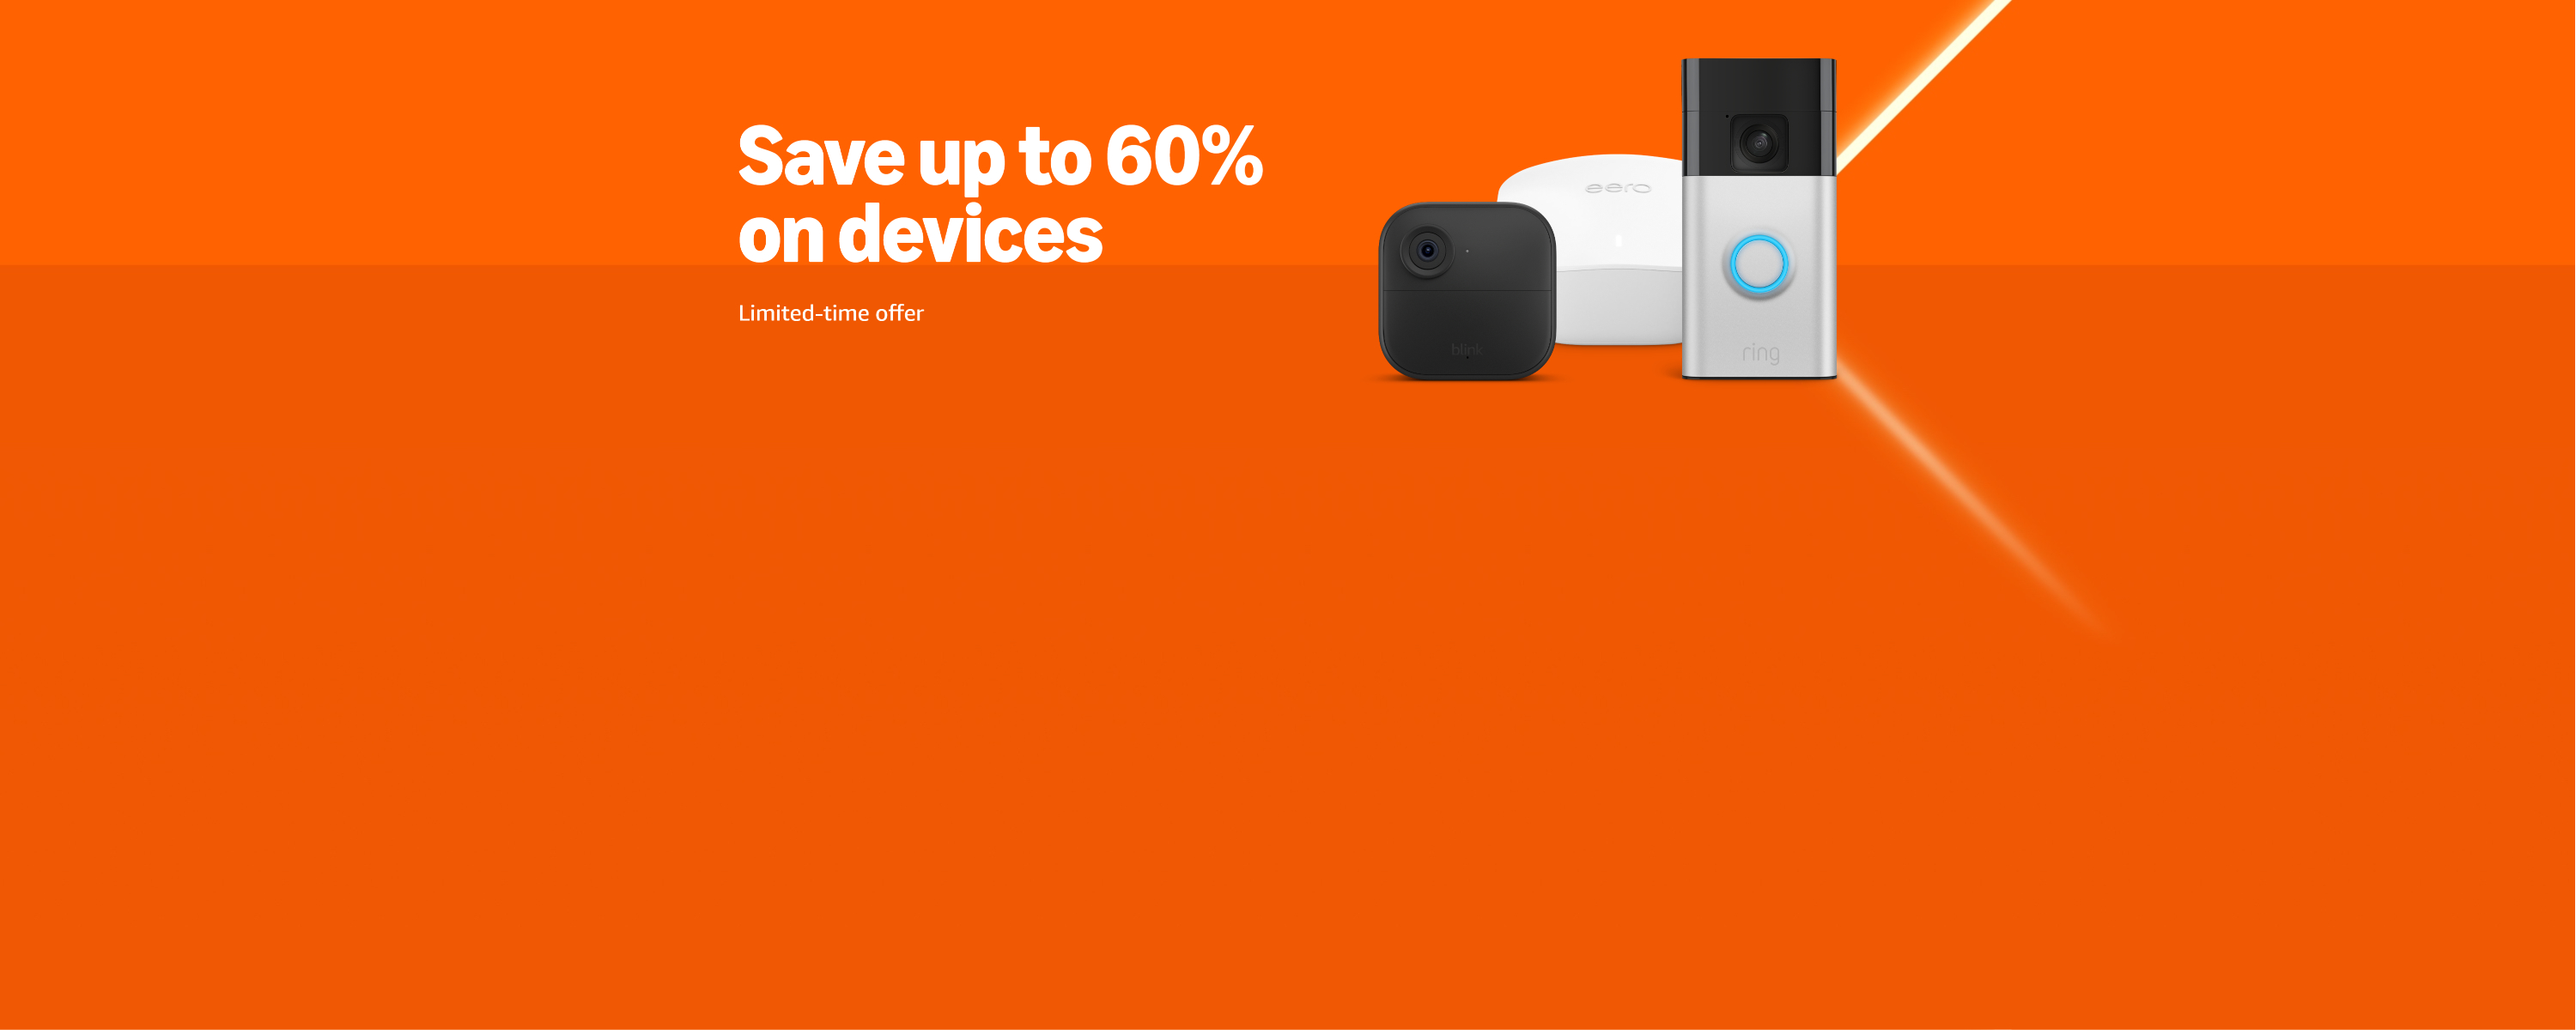 Save up to 60%
on devices
Limited-time offer
eero
blink
ring